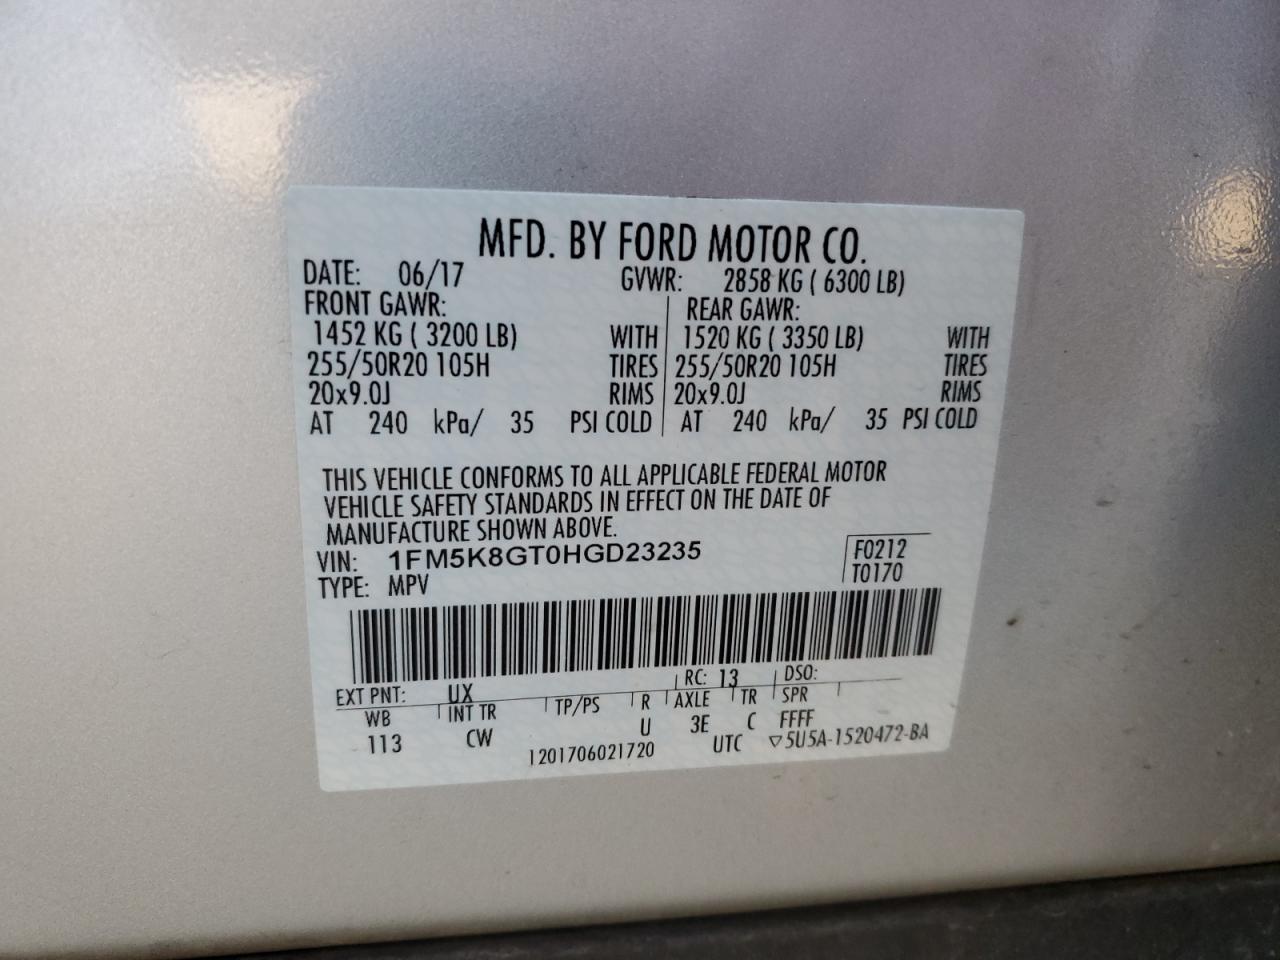 MFD. BY FORD MOTOR CO.
DATE: 06/17 GVWR: 2858 KG ( 6300 LB)
FRONT GAWR: REAR GAWR:
1452 KG ( 3200 LB) WITH 1520 KG ( 3350 LB) WITH
255/50R20 105H TIRES 255/50R20 105H TIRES
20x9.0J RIMS 20x9.0J RIMS
AT 240 kPa/ 35 PSI COLD AT 240 kPa/ 35 PSI COLD
THIS VEHICLE CONFORMS TO ALL APPLICABLE FEDERAL MOTOR
VEHICLE SAFETY STANDARDS IN EFFECT ON THE DATE OF
MANUFACTURE SHOWN ABOVE.
VIN: 1FM5K8GT0HGD23235 F0212
TYPE: MPV T0170
EXT PNT: UX RC: 13 DSO:
WB INT TR TP/PS R AXLE TR SPR
113 CW U 3E C FFFF
1201706021720 UTC ▽5U5A-1520472-BA